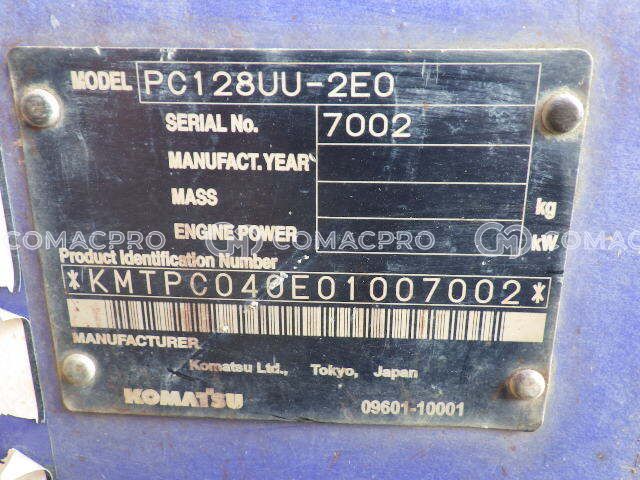 MODEL PC128UU-2E0
SERIAL No. 7002
MANUFACT.YEAR
MASS kg
ENGINE POWER kW
COMACPRO COMACPRO COMACPRO
Product Identification Number
*KMTPC040E01007002*
MANUFACTURER
Komatsu Ltd., Tokyo, Japan
KOMATSU 09601-10001